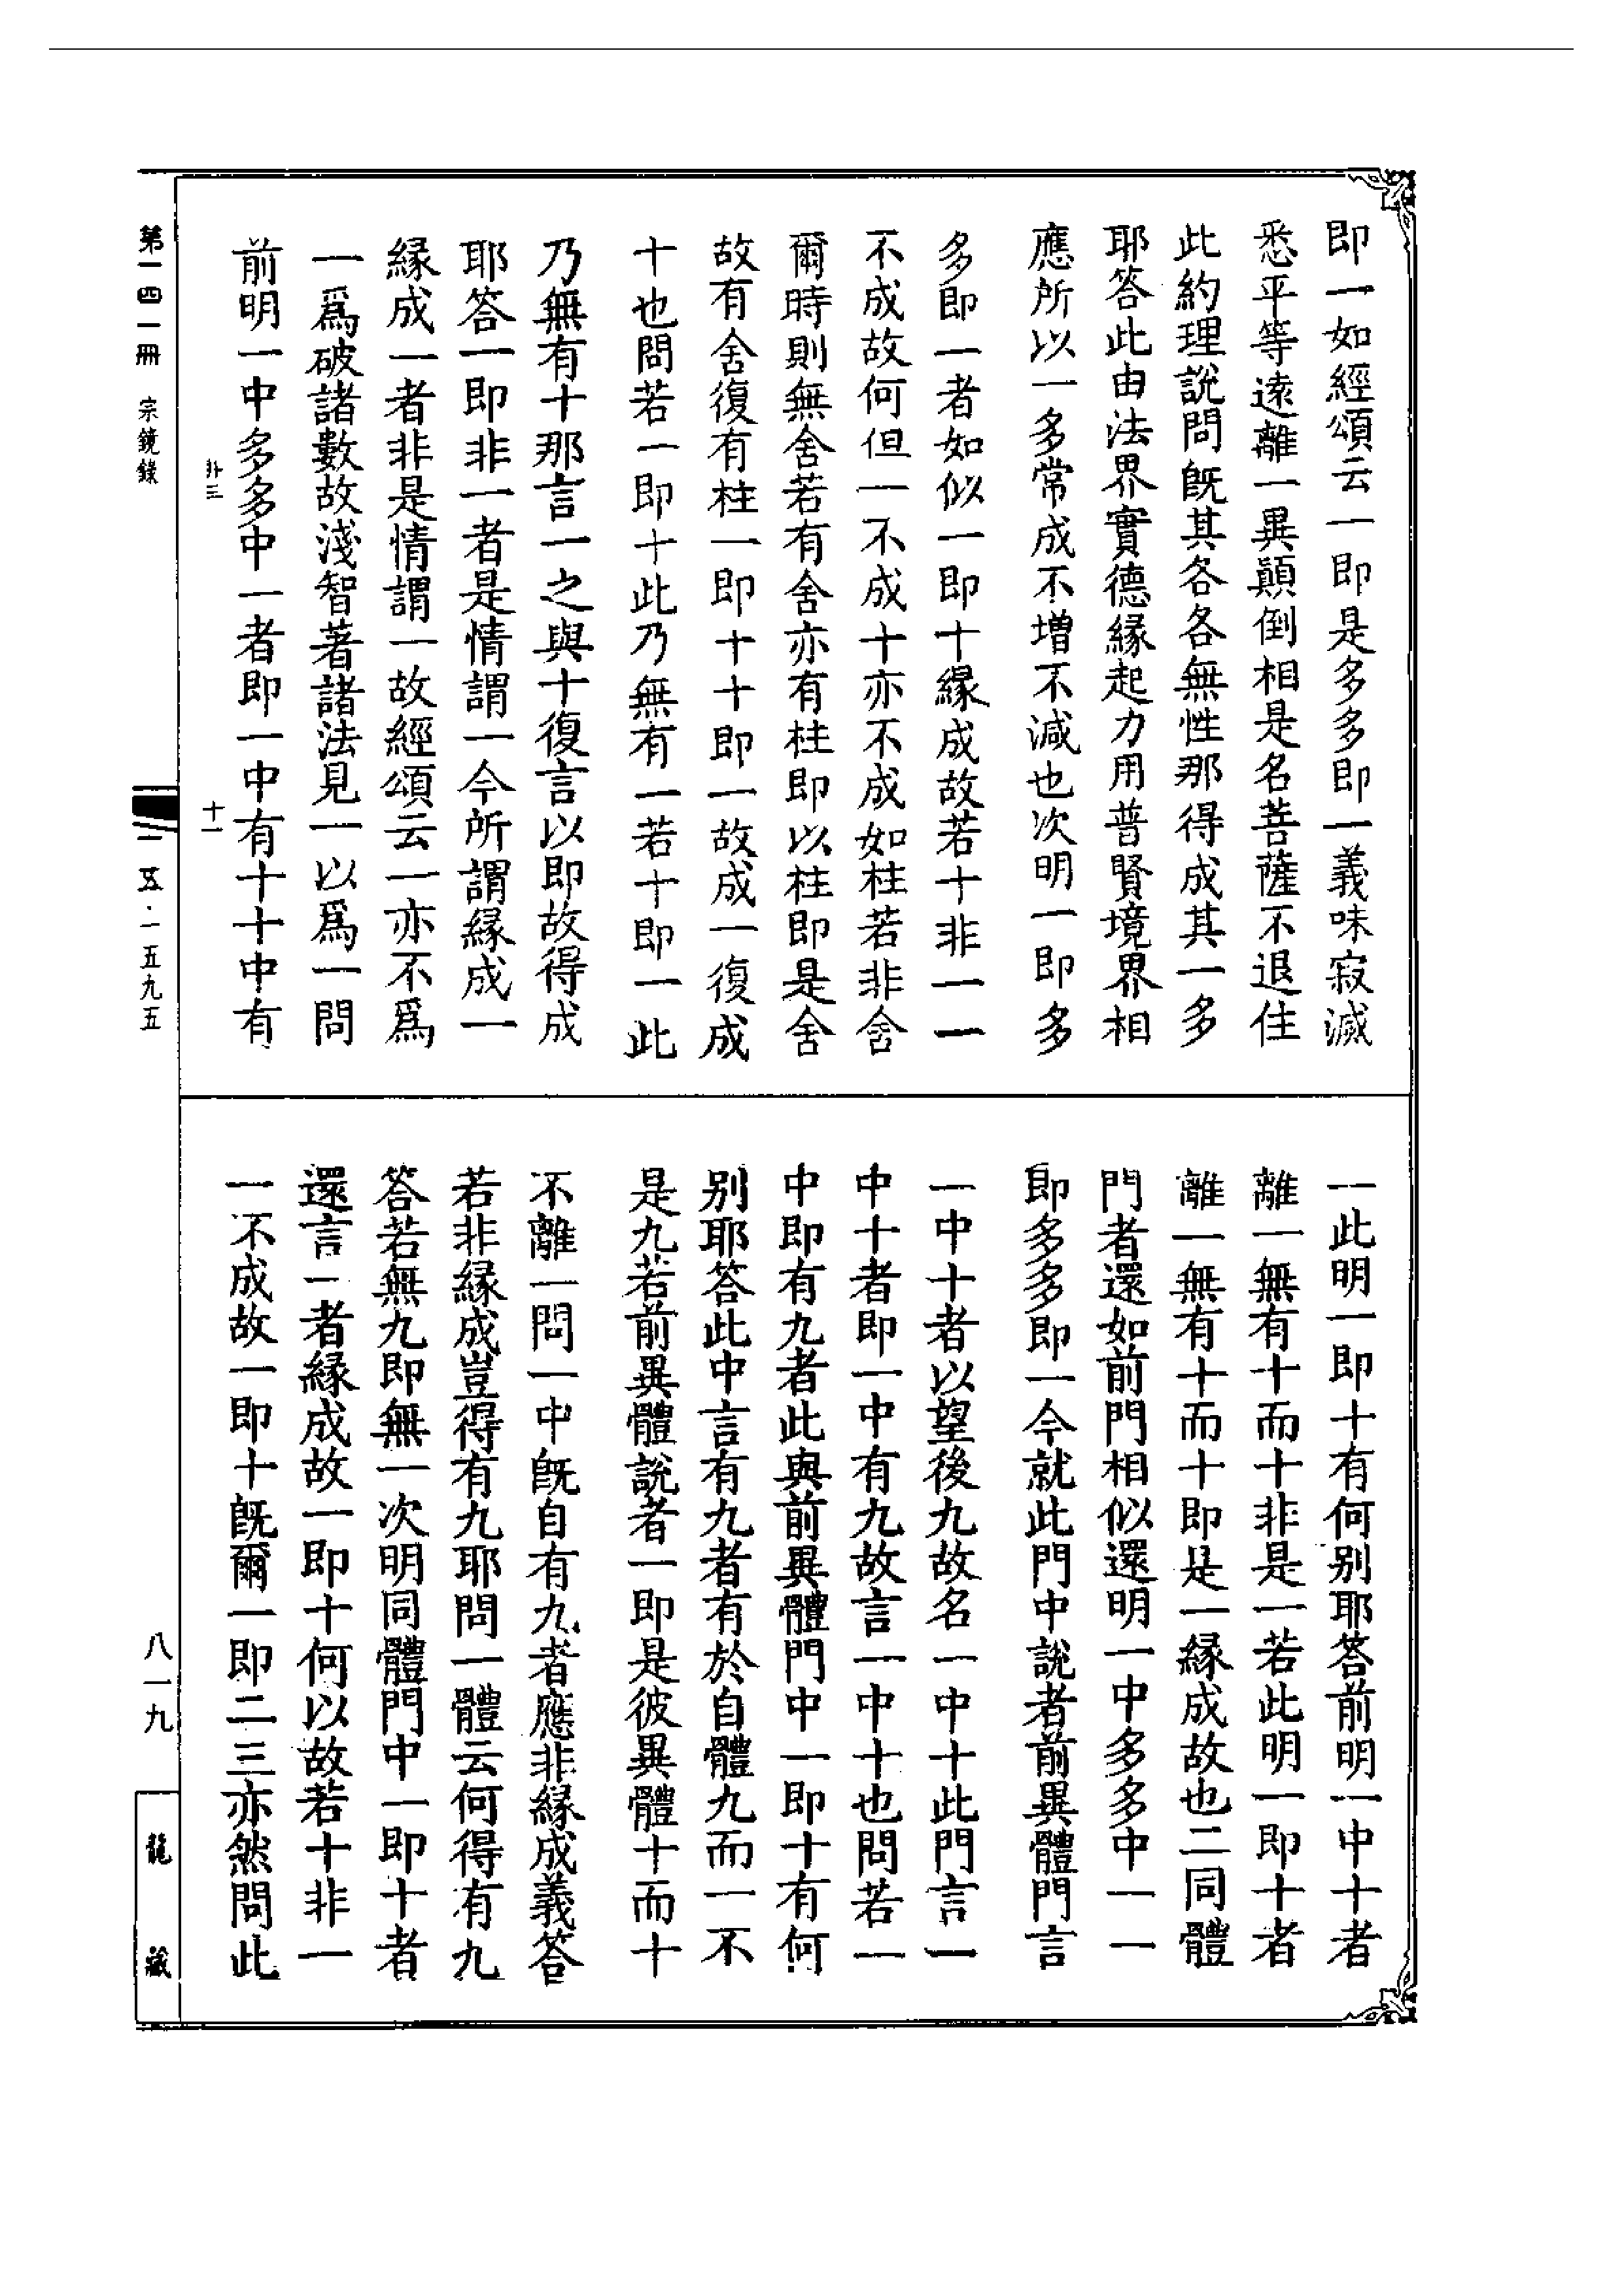 即一如經頌云一即是多多即一義味寂滅
悉平等遠離一異顛倒相是名菩薩不退住
此約理說問旣其各各無性那得成其一多
耶答此由法界實德緣起力用普賢境界相
應所以一多常成不增不減也次明一即多
多即一者如似一即十緣成故若十非一一
不成故何但一不成十亦不成如柱若非舍
爾時則無舍若有舍亦有柱即以柱即是舍
故有舍復有柱一即十十即一故成一復成
十也問若一即十此乃無有一若十即一此
乃無有十那言一之與十復言以即故得成
耶答一即非一者是情謂一今所謂緣成一
緣成一者非是情謂一故經頌云一亦不爲
一爲破諸數故淺智著諸法見一以爲一問
前明一中多多中一者即一中有十十中有
一此明一即十有何別耶答前明一中十者
離一無有十而十非是一若此明一即十者
離一無有十而十即是一緣成故也二同體
門者還如前門相似還明一中多多中一一
即多多即一今就此門中說者前異體門言
一中十者以望後九故名一中十此門言一
中十者即一中有九故言一中十也問若一
中即有九者此與前異體門中一即十有何
別耶答此中言有九者有於自體九而一不
是九若前異體說者一即是彼異體十而十
不離一問一中旣自有九者應非緣成義答
若非緣成豈得有九耶問一體云何得有九
答若無九即無一次明同體門中一即十者
還言一者緣成故一即十何以故若十非一
一不成故一即十旣爾一即二三亦然問此
第一四一冊
宗鏡錄
卦三
十一
一五·一五九五
八一九
龍藏